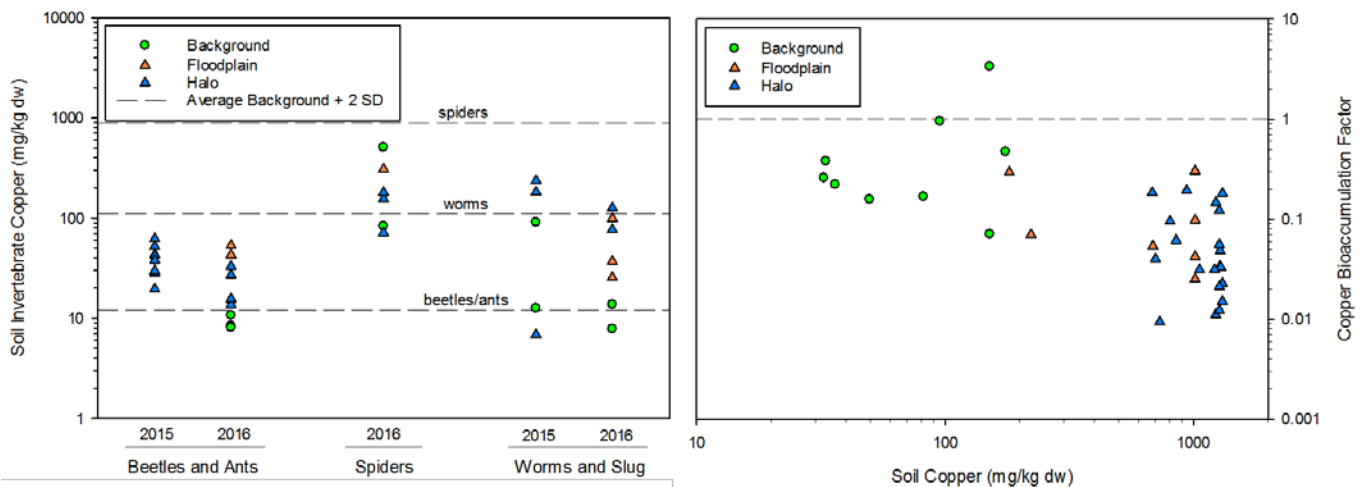 10000
1000
100
10
1
Soil Invertebrate Copper (mg/kg dw)
Background
Floodplain
Halo
Average Background + 2 SD
spiders
worms
beetles/ants
2015 2016 2016 2015 2016
Beetles and Ants Spiders Worms and Slug
Background
Floodplain
Halo
10
1
0.1
0.01
0.001
Copper Bioaccumulation Factor
10 100 1000
Soil Copper (mg/kg dw)